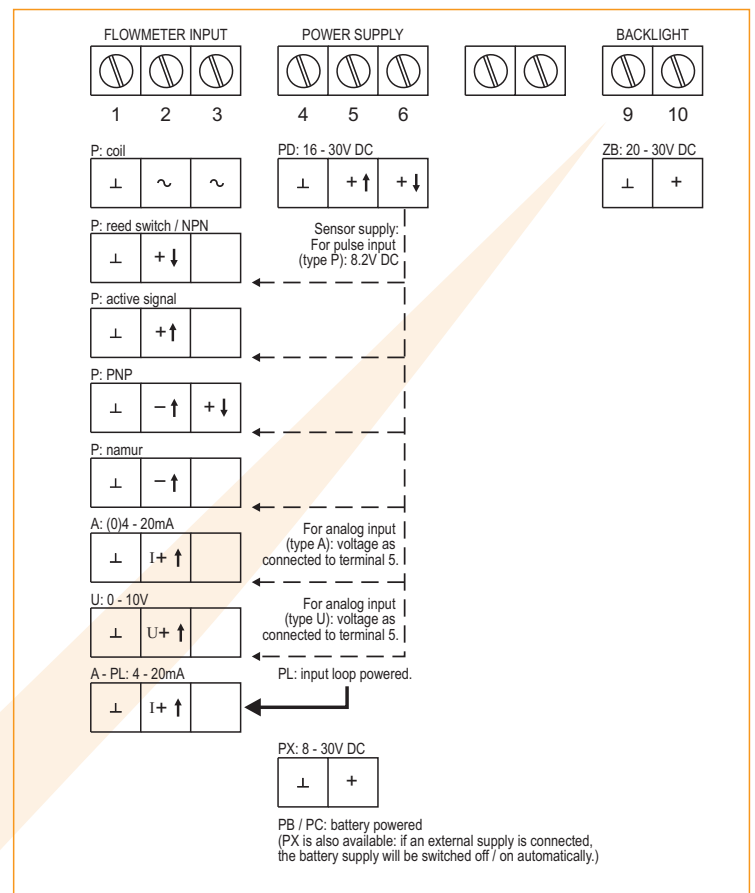 FLOWMETER INPUT
POWER SUPPLY
BACKLIGHT
1 2 3 4 5 6 9 10
P: coil
⊥ ~ ~
PD: 16 - 30V DC
⊥ +↑ +↓
ZB: 20 - 30V DC
⊥ +
P: reed switch / NPN
⊥ +↓
Sensor supply:
For pulse input
(type P): 8.2V DC
P: active signal
⊥ +↑
P: PNP
⊥ −↑ +↓
P: namur
⊥ −↑
A: (0)4 - 20mA
⊥ I+ ↑
For analog input
(type A): voltage as
connected to terminal 5.
U: 0 - 10V
⊥ U+ ↑
For analog input
(type U): voltage as
connected to terminal 5.
A - PL: 4 - 20mA
⊥ I+ ↑
PL: input loop powered.
PX: 8 - 30V DC
⊥ +
PB / PC: battery powered
(PX is also available: if an external supply is connected,
the battery supply will be switched off / on automatically.)